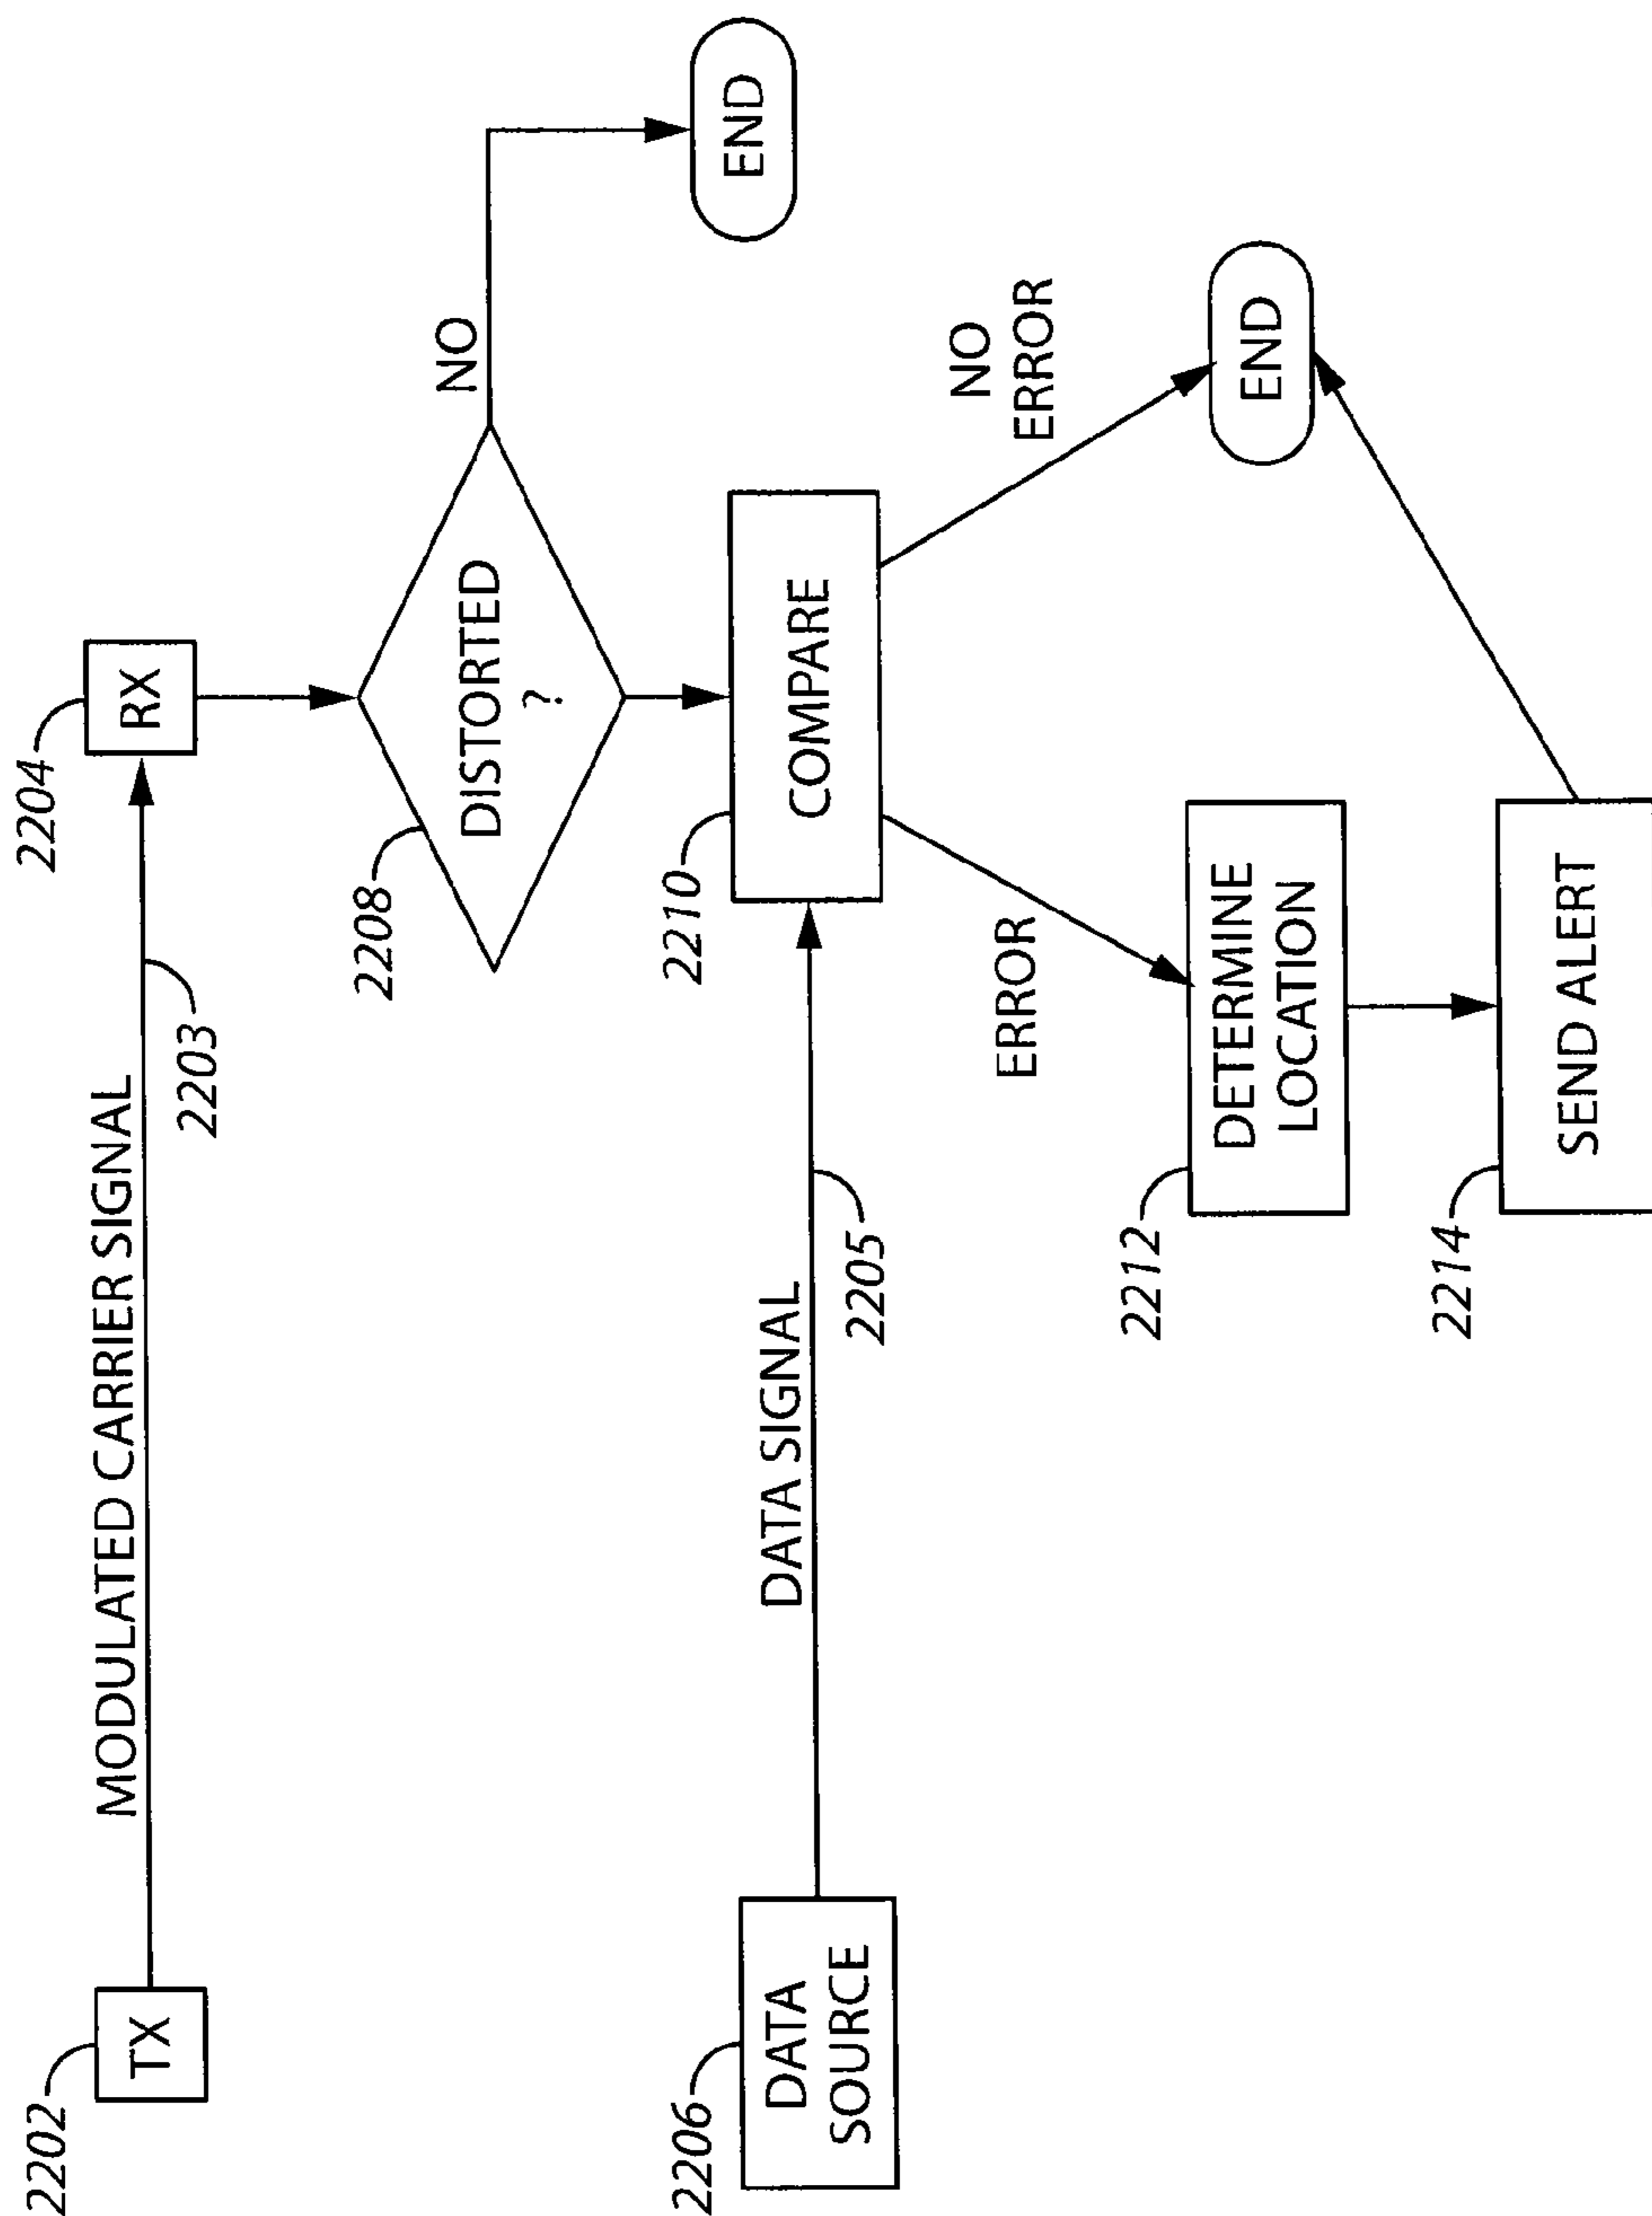 2202
TX
MODULATED CARRIER SIGNAL
2203
2204
RX
2208
DISTORTED
?
NO
END
2206
DATA
SOURCE
DATA SIGNAL
2205
2210
COMPARE
ERROR
NO
ERROR
END
2212
DETERMINE
LOCATION
2214
SEND ALERT